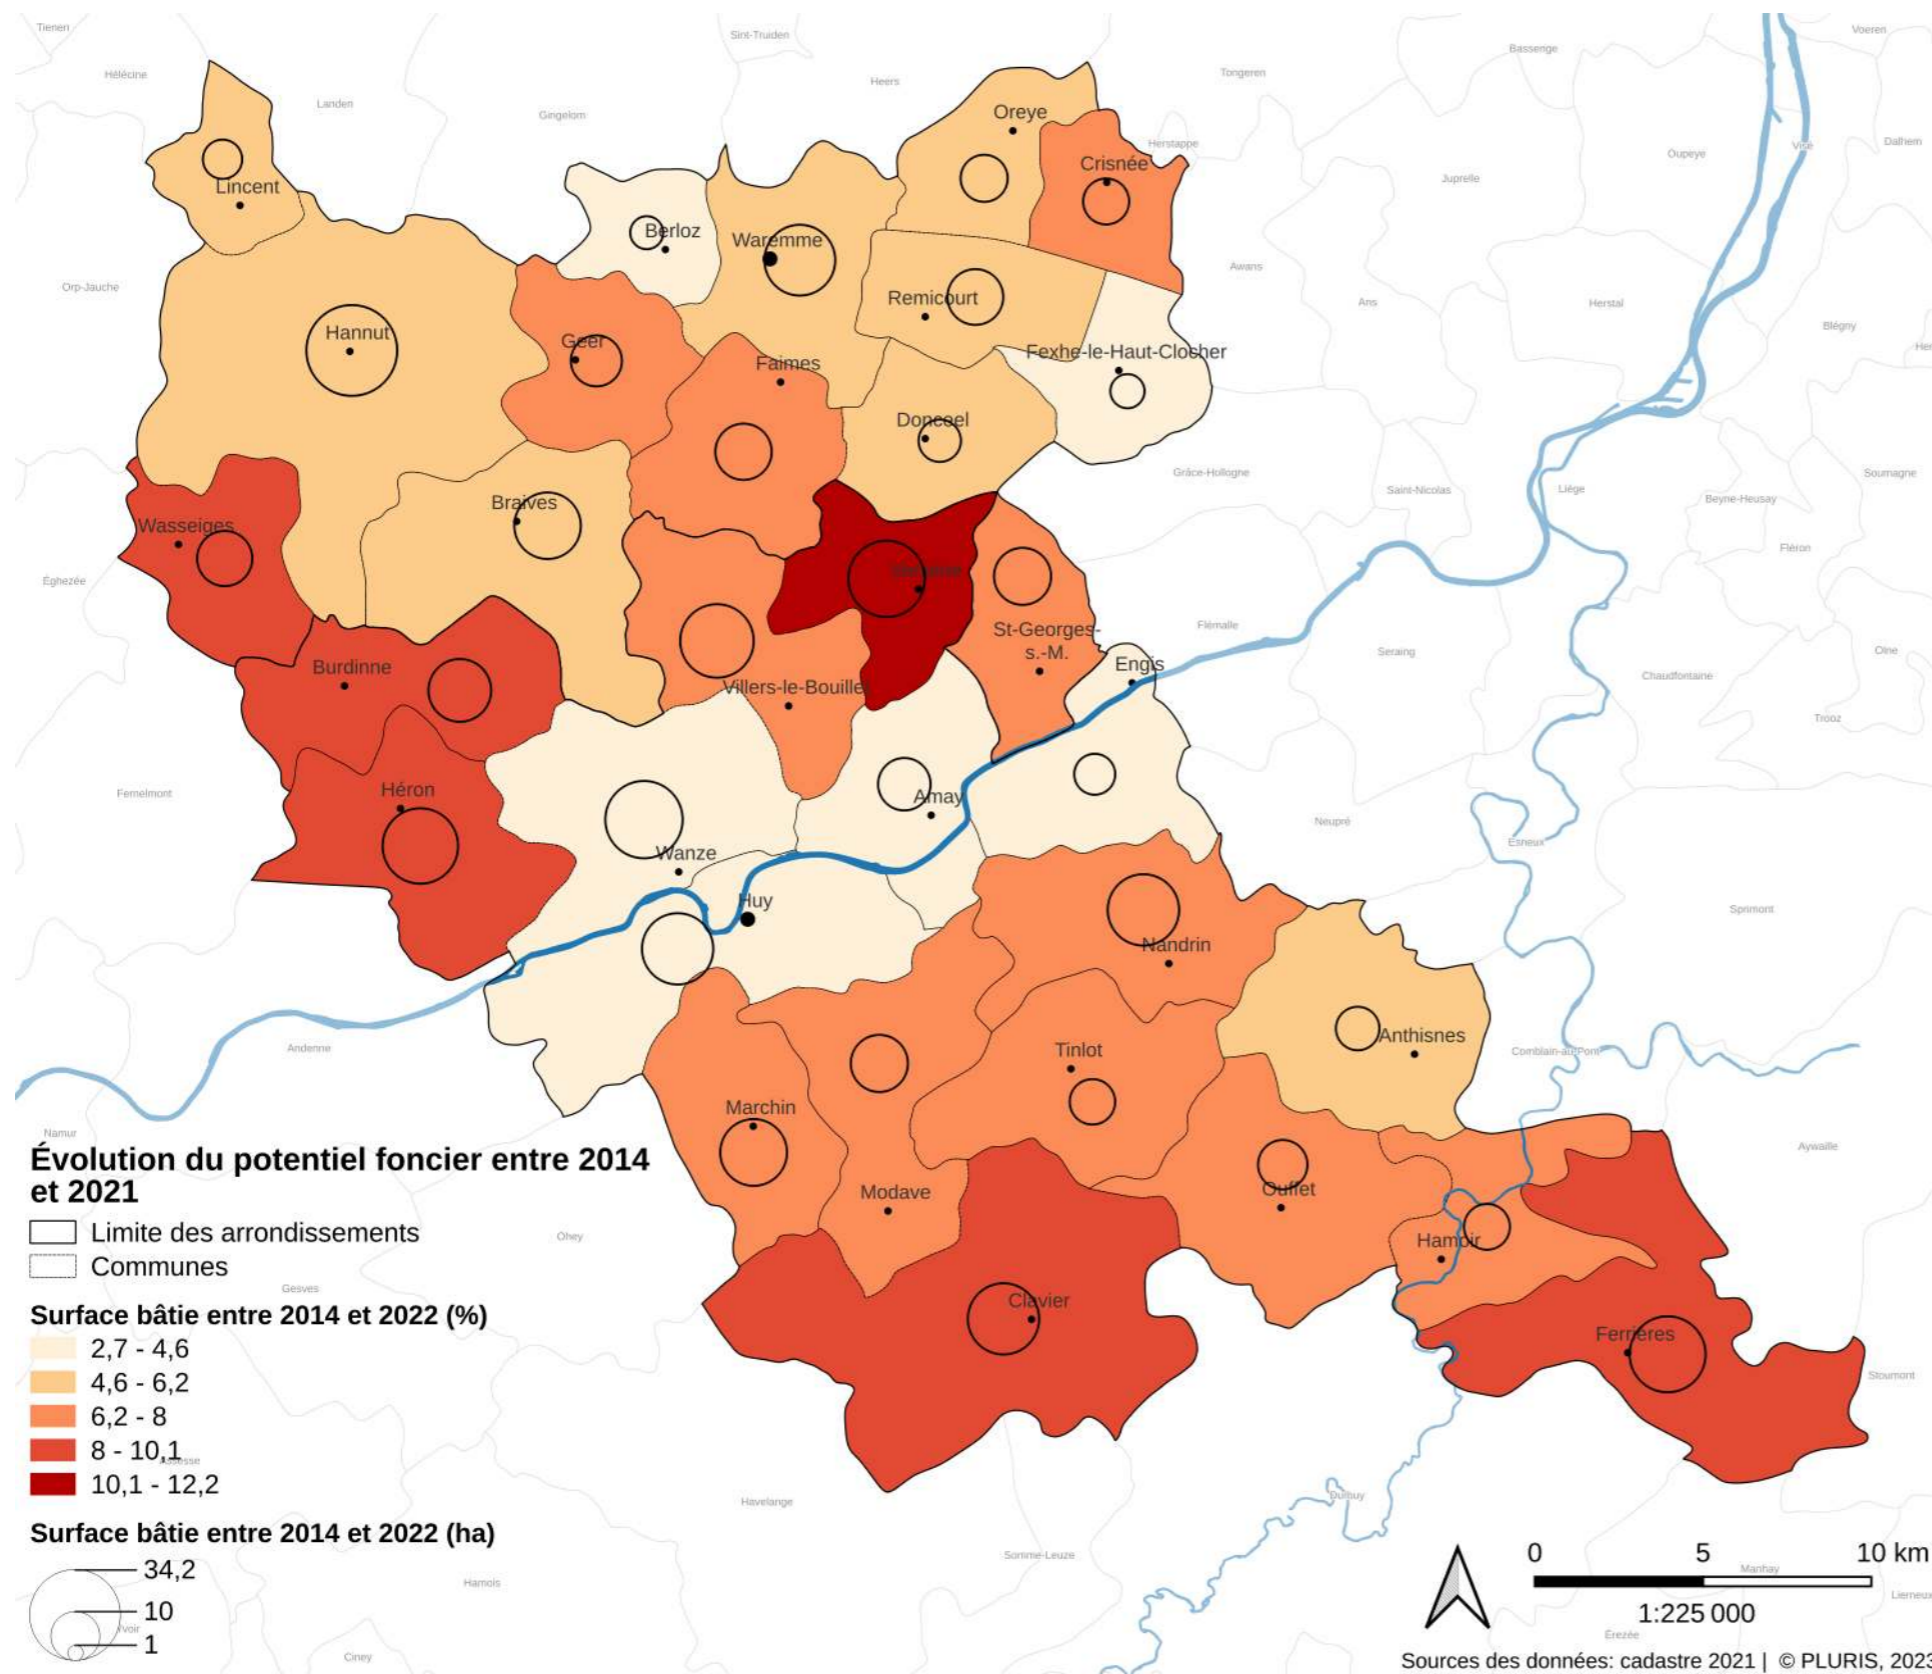 Tienen
Sint-Truiden
Voeren
Bassenge
Hélécine
Heers
Tongeren
Landen
Gingelom
Oreye
Herstappe
Visé
Dalhem
Oupeye
Crisnée
Juprelle
Lincent
Berloz
Waremme
Awans
Orp-Jauche
Remicourt
Ans
Herstal
Blégny
Hannut
Geer
Faimes
Fexhe-le-Haut-Clocher
Her
Donceel
Grâce-Hollogne
Saint-Nicolas
Liège
Soumagne
Beyne-Heusay
Braives
Wasseiges
Fléron
Éghezée
Verlaine
Flémalle
St-Georges-
s.-M.
Seraing
Olne
Engis
Burdinne
Chaudfontaine
Villers-le-Bouillet
Trooz
Héron
Fernelmont
Amay
Neupré
Esneux
Wanze
Huy
Sprimont
Nandrin
Anthisnes
Andenne
Tinlot
Comblain-au-Pont
Marchin
Namur
Aywaille
Évolution du potentiel foncier entre 2014
et 2021
Modave
Ouffet
Limite des arrondissements
Ohey
Hamoir
Communes
Gesves
Clavier
Surface bâtie entre 2014 et 2022 (%)
Ferrières
2,7 - 4,6
4,6 - 6,2
Stoumont
6,2 - 8
8 - 10,1
Assesse
10,1 - 12,2
Havelange
Durbuy
Surface bâtie entre 2014 et 2022 (ha)
34,2
Somme-Leuze
0 5 10 km
Manhay
Hamois
Lierneux
10
Yvoir
1:225 000
1
Érezée
Ciney
Sources des données: cadastre 2021 | © PLURIS, 2023